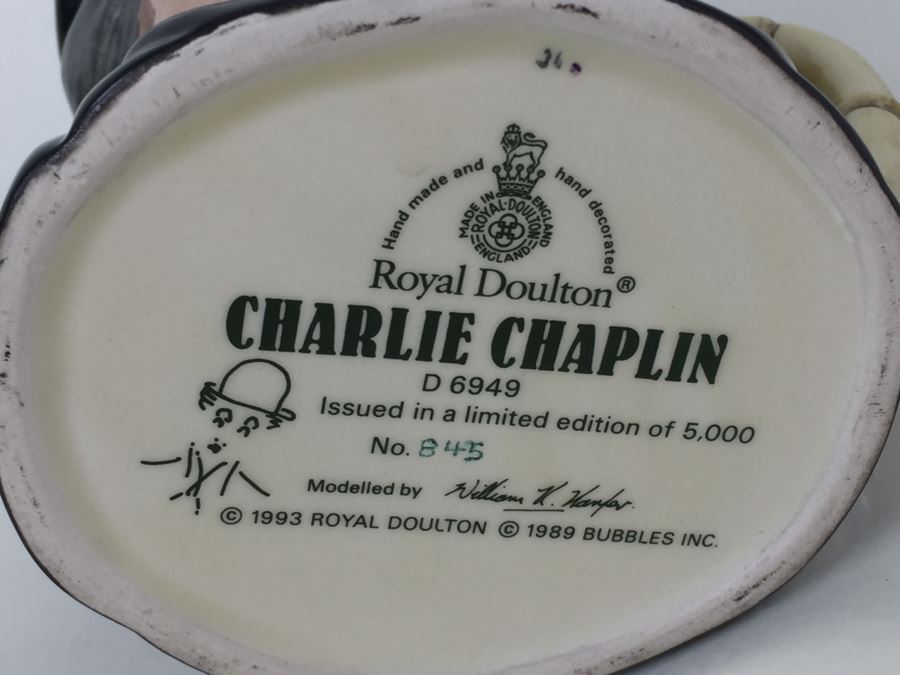 36.
Hand made and hand decorated
MADE IN ENGLAND
ROYAL·DOULTON
ENGLAND
Royal Doulton®
CHARLIE CHAPLIN
D 6949
Issued in a limited edition of 5,000
No. 845
Modelled by William K. Harper.
© 1993 ROYAL DOULTON © 1989 BUBBLES INC.